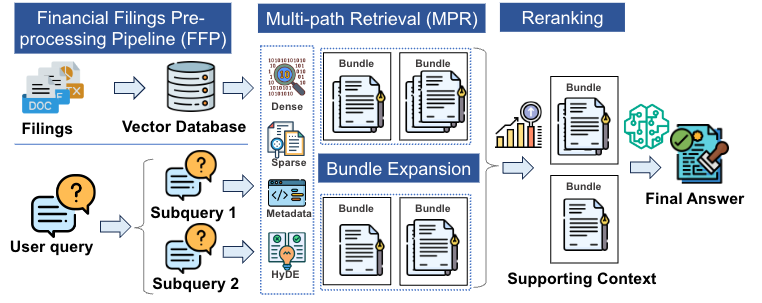 Financial Filings Pre-
processing Pipeline (FFP)
Multi-path Retrieval (MPR)
Reranking
DOC
Filings
Vector Database
Dense
Sparse
Metadata
HyDE
Bundle
Bundle
Bundle Expansion
Bundle
Bundle
User query
Subquery 1
Subquery 2
Bundle
Bundle
Supporting Context
Final Answer